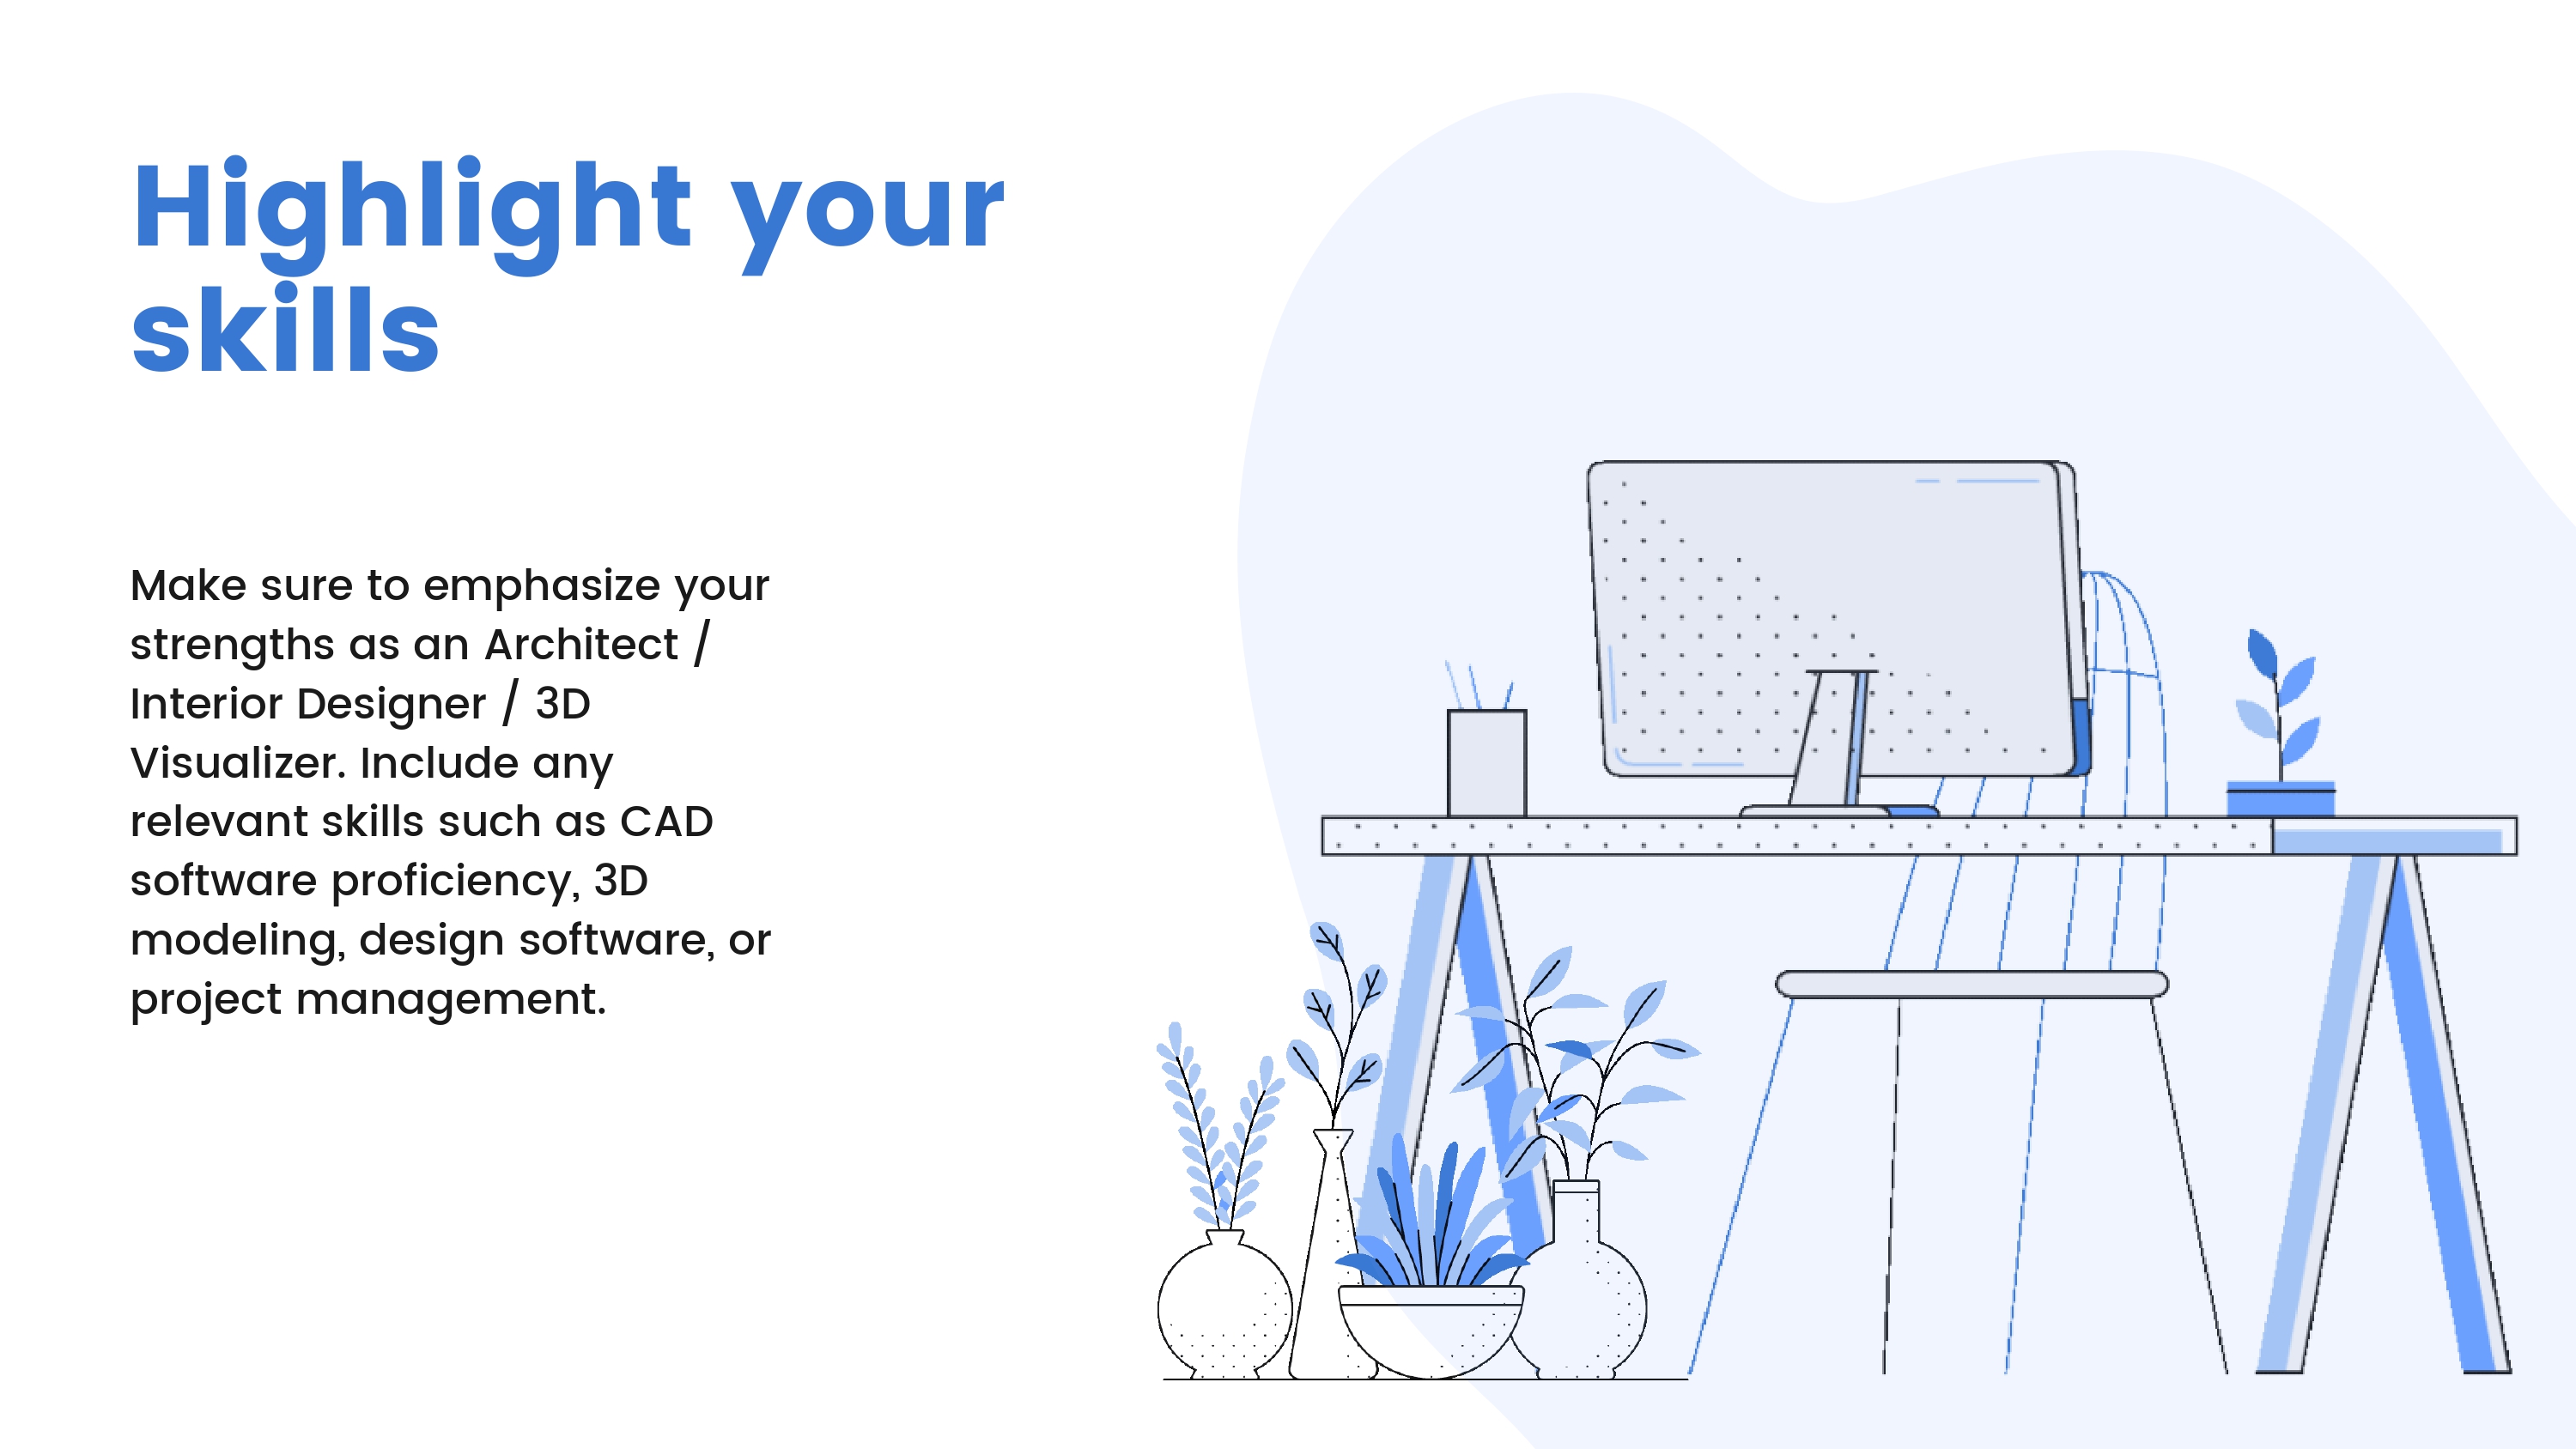 Highlight your
skills
Make sure to emphasize your
strengths as an Architect /
Interior Designer / 3D
Visualizer. Include any
relevant skills such as CAD
software proficiency, 3D
modeling, design software, or
project management.